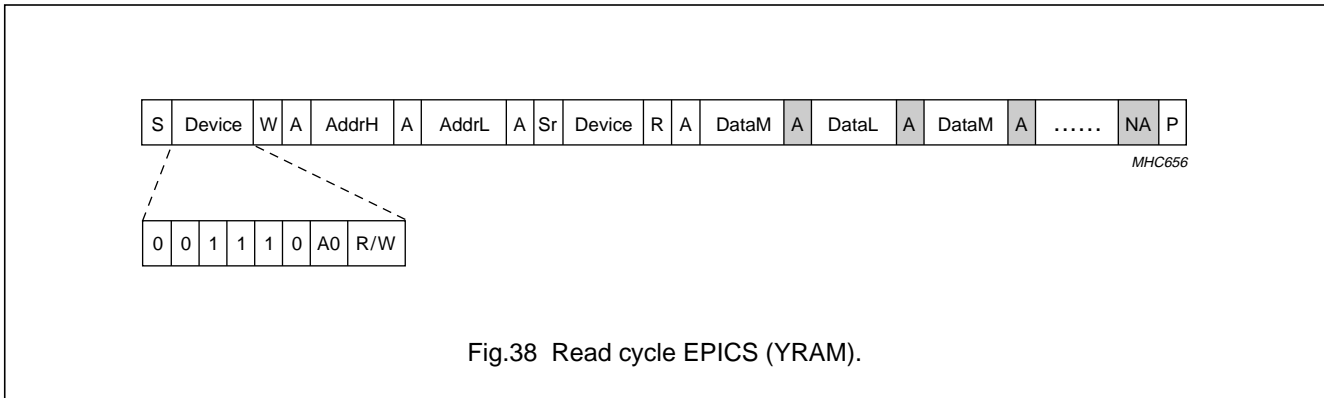 S Device W A AddrH A AddrL A Sr Device R A DataM A DataL A DataM A ...... NA P
MHC656
0 0 1 1 1 0 A0 R/W
Fig.38 Read cycle EPICS (YRAM).